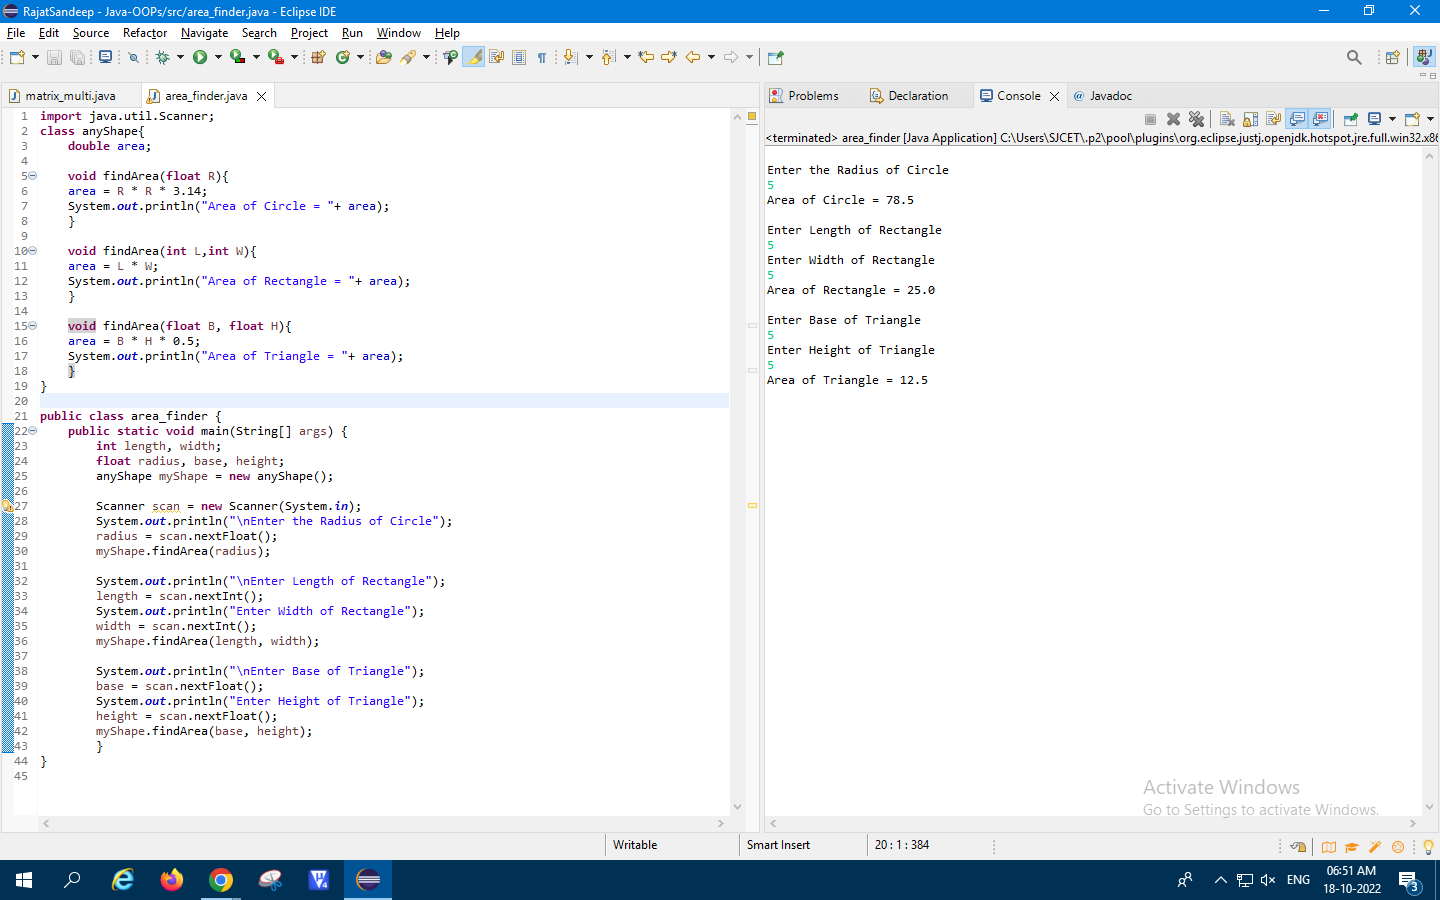 RajatSandeep - Java-OOPs/src/area_finder.java - Eclipse IDE
File Edit Source Refactor Navigate Search Project Run Window Help
matrix_multi.java area_finder.java
1 import java.util.Scanner;
2 class anyShape{
3 double area;
4
5 void findArea(float R){
6 area = R * R * 3.14;
7 System.out.println("Area of Circle = "+ area);
8 }
9
10 void findArea(int L,int W){
11 area = L * W;
12 System.out.println("Area of Rectangle = "+ area);
13 }
14
15 void findArea(float B, float H){
16 area = B * H * 0.5;
17 System.out.println("Area of Triangle = "+ area);
18 }
19 }
20
21 public class area_finder {
22 public static void main(String[] args) {
23 int length, width;
24 float radius, base, height;
25 anyShape myShape = new anyShape();
26
27 Scanner scan = new Scanner(System.in);
28 System.out.println("\nEnter the Radius of Circle");
29 radius = scan.nextFloat();
30 myShape.findArea(radius);
31
32 System.out.println("\nEnter Length of Rectangle");
33 length = scan.nextInt();
34 System.out.println("Enter Width of Rectangle");
35 width = scan.nextInt();
36 myShape.findArea(length, width);
37
38 System.out.println("\nEnter Base of Triangle");
39 base = scan.nextFloat();
40 System.out.println("Enter Height of Triangle");
41 height = scan.nextFloat();
42 myShape.findArea(base, height);
43 }
44 }
45
Problems Declaration Console @ Javadoc
<terminated> area_finder [Java Application] C:\Users\SJCET\.p2\pool\plugins\org.eclipse.justj.openjdk.hotspot.jre.full.win32.x86
Enter the Radius of Circle
5
Area of Circle = 78.5
Enter Length of Rectangle
5
Enter Width of Rectangle
5
Area of Rectangle = 25.0
Enter Base of Triangle
5
Enter Height of Triangle
5
Area of Triangle = 12.5
Activate Windows
Go to Settings to activate Windows.
Writable Smart Insert 20 : 1 : 384
ENG 06:51 AM
18-10-2022 3